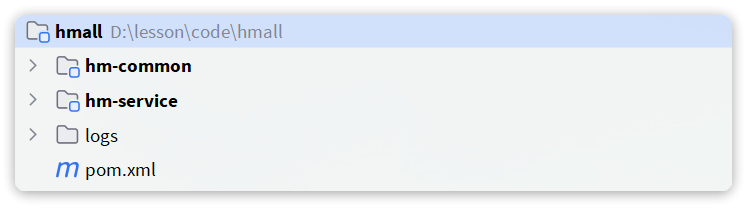 hmall D:\lesson\code\hmall
hm-common
hm-service
logs
m pom.xml